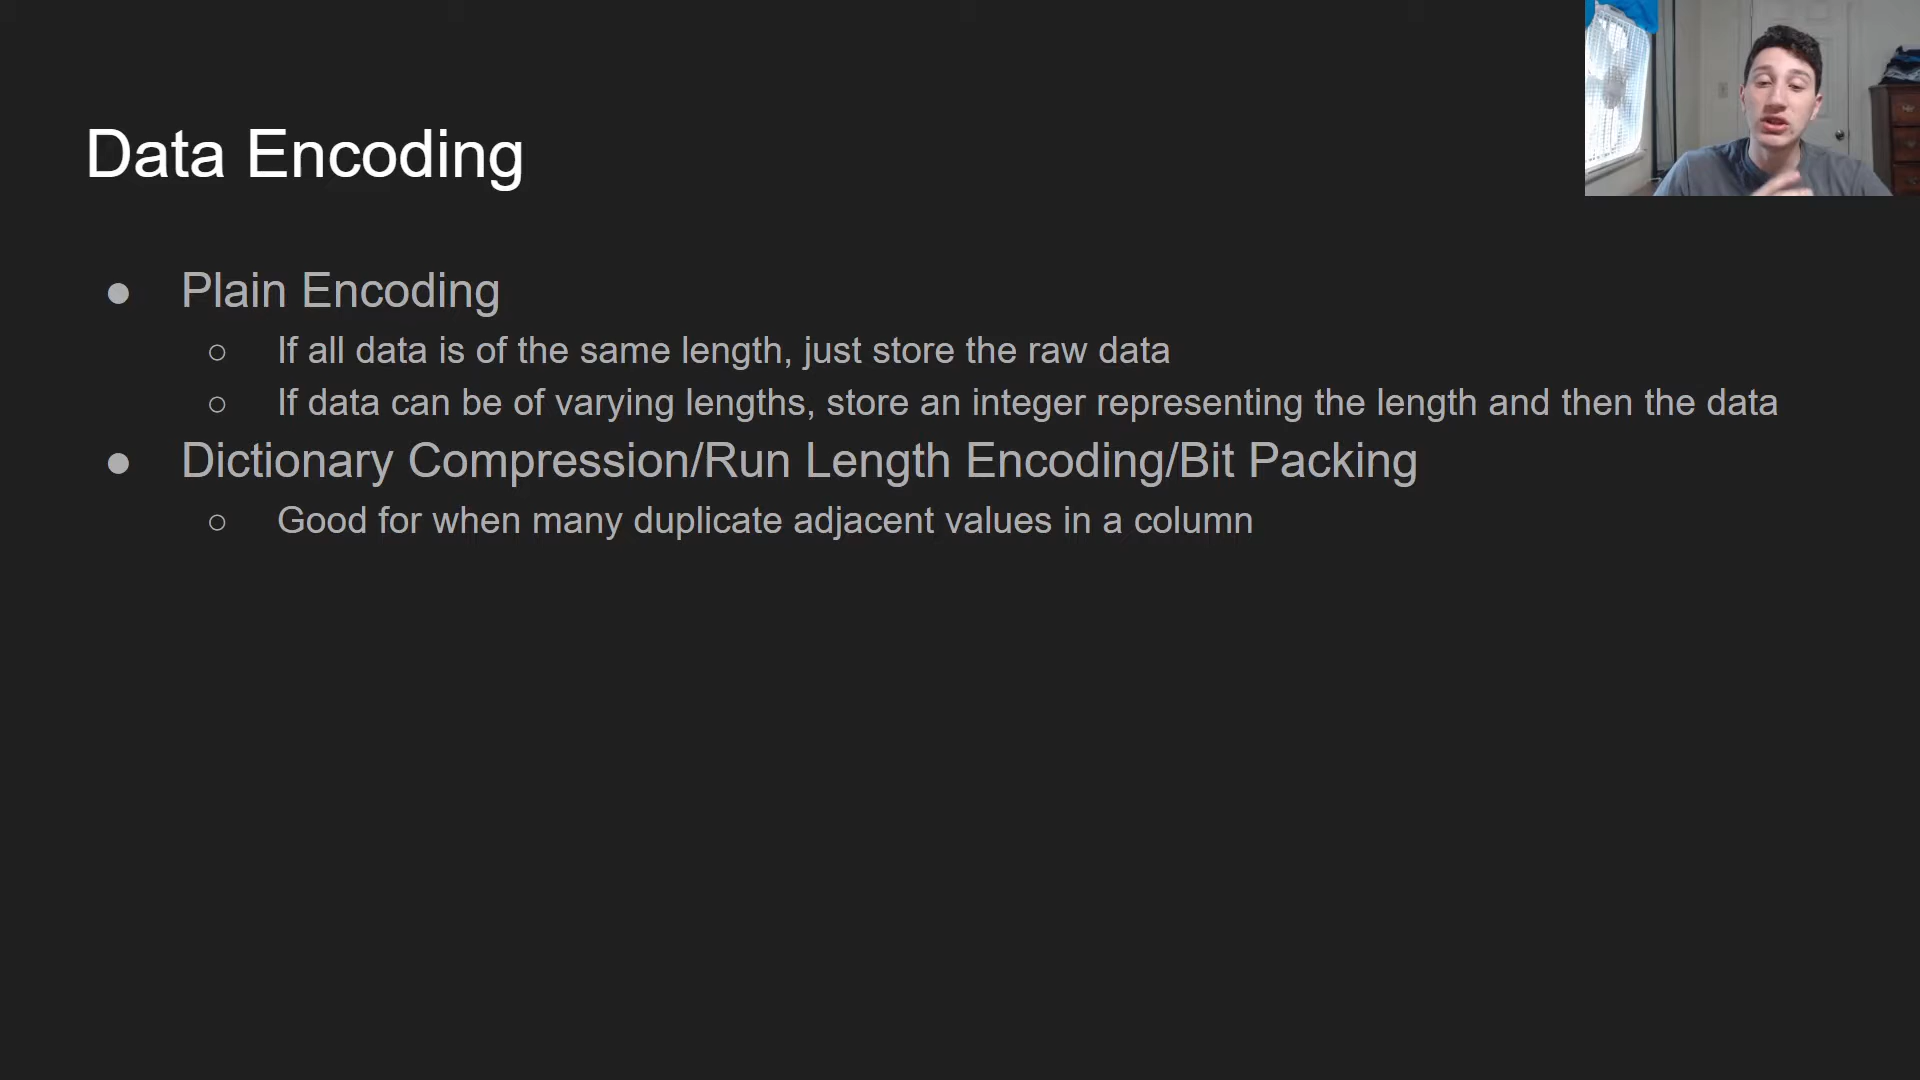 Data Encoding
● Plain Encoding
○ If all data is of the same length, just store the raw data
○ If data can be of varying lengths, store an integer representing the length and then the data
● Dictionary Compression/Run Length Encoding/Bit Packing
○ Good for when many duplicate adjacent values in a column